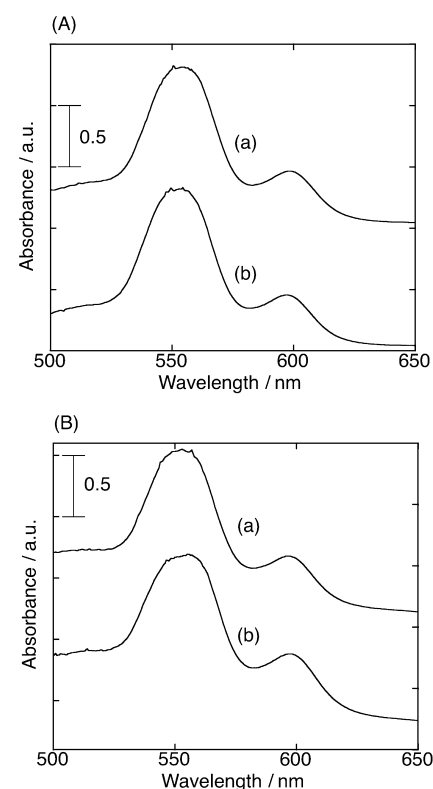 (A)
0.5
(a)
(b)
Absorbance / a.u.
500 550 600 650
Wavelength / nm
(B)
0.5
(a)
(b)
Absorbance / a.u.
500 550 600 650
Wavelength / nm